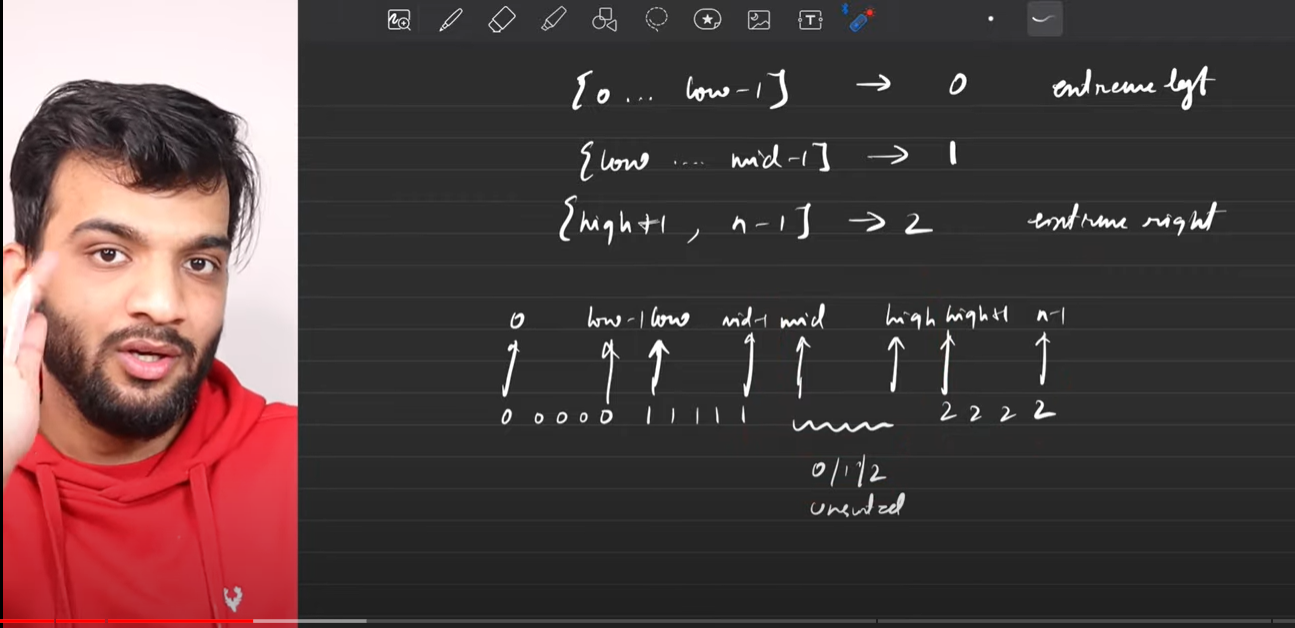 [0 ... low-1] → 0 extreme left
[low .... mid-1] → 1
[high+1, n-1] → 2 extreme right
0 low-1 low mid-1 mid high high+1 n-1
0 0 0 0 0 1 1 1 1 1 2 2 2 2
0/1/2
unsorted